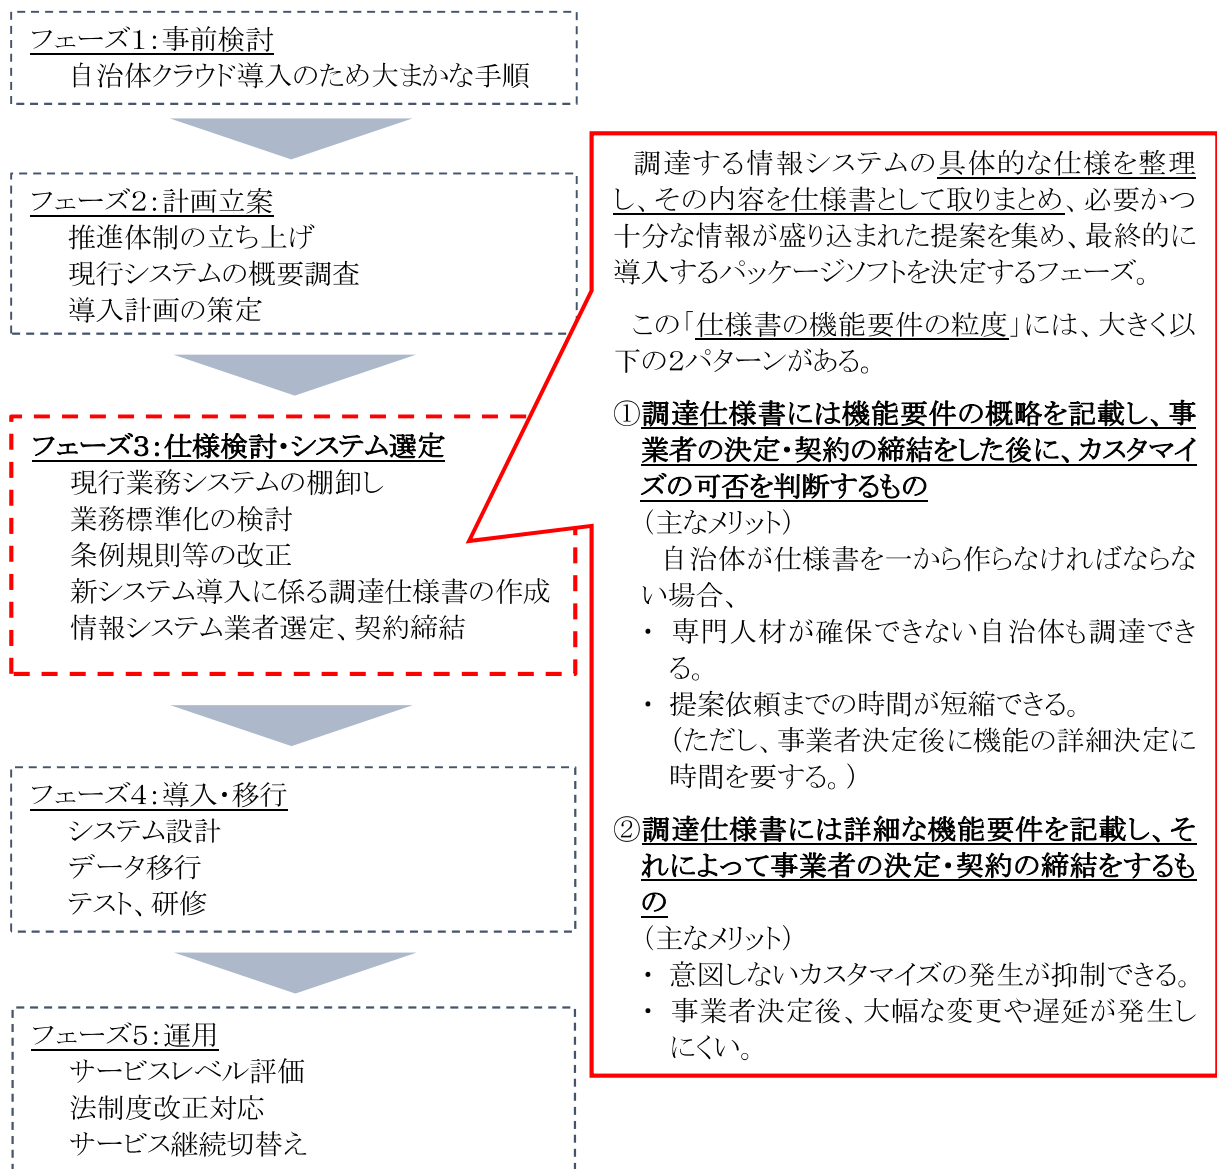 フェーズ1:事前検討
自治体クラウド導入のため大まかな手順
フェーズ2:計画立案
推進体制の立ち上げ
現行システムの概要調査
導入計画の策定
フェーズ3:仕様検討・システム選定
現行業務システムの棚卸し
業務標準化の検討
条例規則等の改正
新システム導入に係る調達仕様書の作成
情報システム業者選定、契約締結
フェーズ4:導入・移行
システム設計
データ移行
テスト、研修
フェーズ5:運用
サービスレベル評価
法制度改正対応
サービス継続切替え
調達する情報システムの具体的な仕様を整理
し、その内容を仕様書として取りまとめ、必要かつ
十分な情報が盛り込まれた提案を集め、最終的に
導入するパッケージソフトを決定するフェーズ。
この「仕様書の機能要件の粒度」には、大きく以
下の2パターンがある。
①調達仕様書には機能要件の概略を記載し、事
業者の決定・契約の締結をした後に、カスタマイ
ズの可否を判断するもの
(主なメリット)
自治体が仕様書を一から作らなければならな
い場合、
・ 専門人材が確保できない自治体も調達でき
る。
・ 提案依頼までの時間が短縮できる。
(ただし、事業者決定後に機能の詳細決定に
時間を要する。)
②調達仕様書には詳細な機能要件を記載し、そ
れによって事業者の決定・契約の締結をするも
の
(主なメリット)
・ 意図しないカスタマイズの発生が抑制できる。
・ 事業者決定後、大幅な変更や遅延が発生し
にくい。